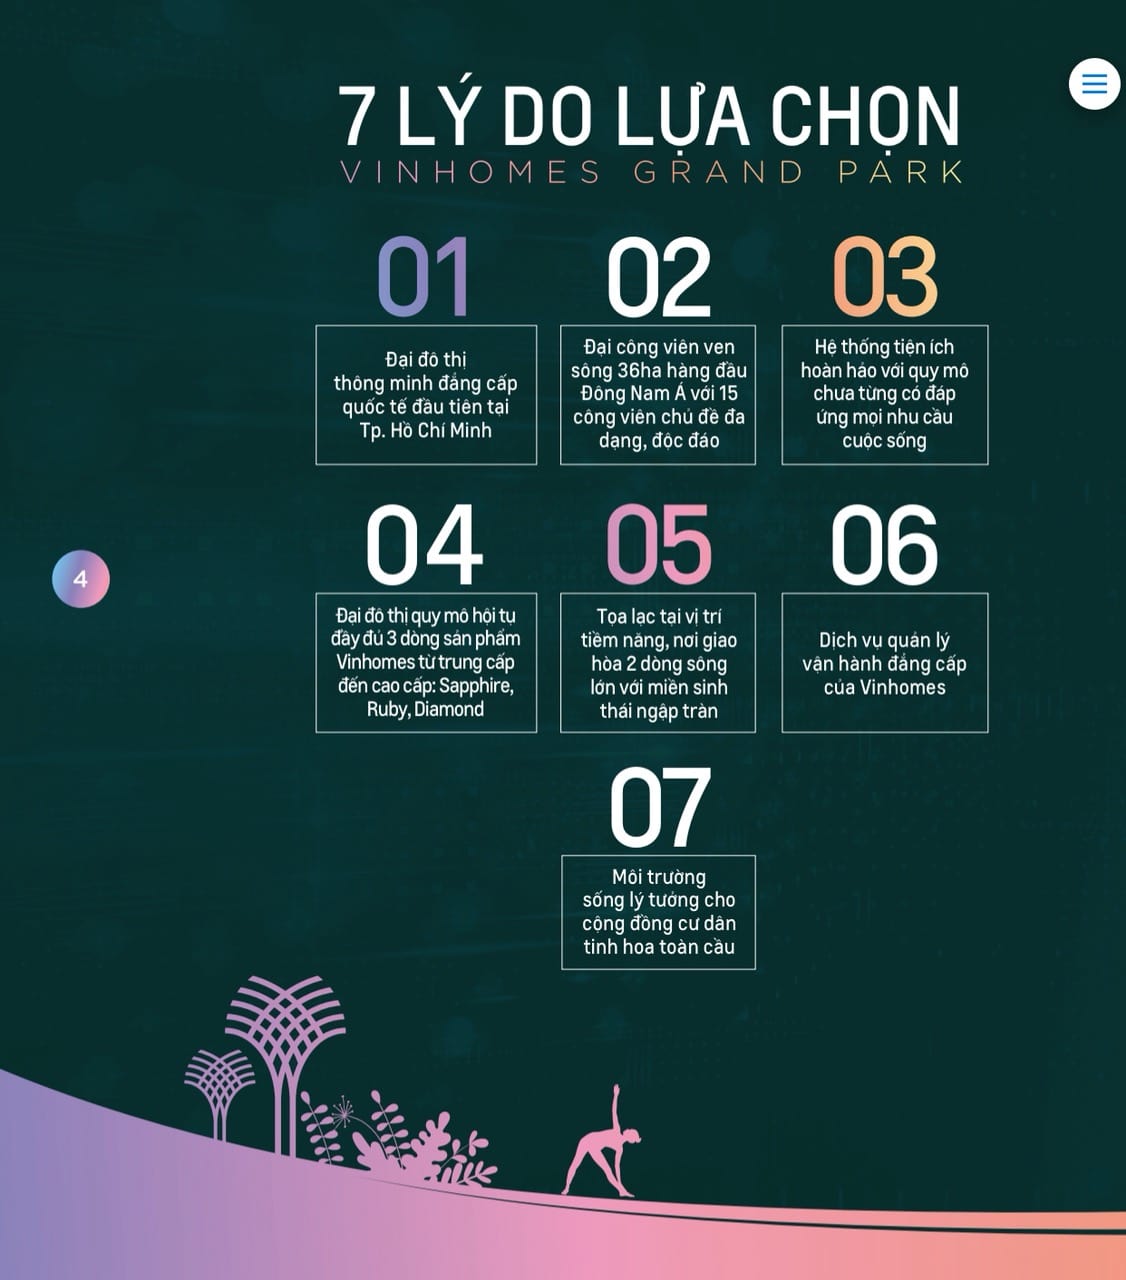 7 LÝ DO LỰA CHỌN
VINHOMES GRAND PARK
01
Đại đô thị
thông minh đẳng cấp
quốc tế đầu tiên tại
Tp. Hồ Chí Minh
02
Đại công viên ven
sông 36ha hàng đầu
Đông Nam Á với 15
công viên chủ đề đa
dạng, độc đáo
03
Hệ thống tiện ích
hoàn hảo với quy mô
chưa từng có đáp
ứng mọi nhu cầu
cuộc sống
04
Đại đô thị quy mô hội tụ
đầy đủ 3 dòng sản phẩm
Vinhomes từ trung cấp
đến cao cấp: Sapphire,
Ruby, Diamond
05
Tọa lạc tại vị trí
tiềm năng, nơi giao
hòa 2 dòng sông
lớn với miền sinh
thái ngập tràn
06
Dịch vụ quản lý
vận hành đẳng cấp
của Vinhomes
4
07
Môi trường
sống lý tưởng cho
cộng đồng cư dân
tinh hoa toàn cầu